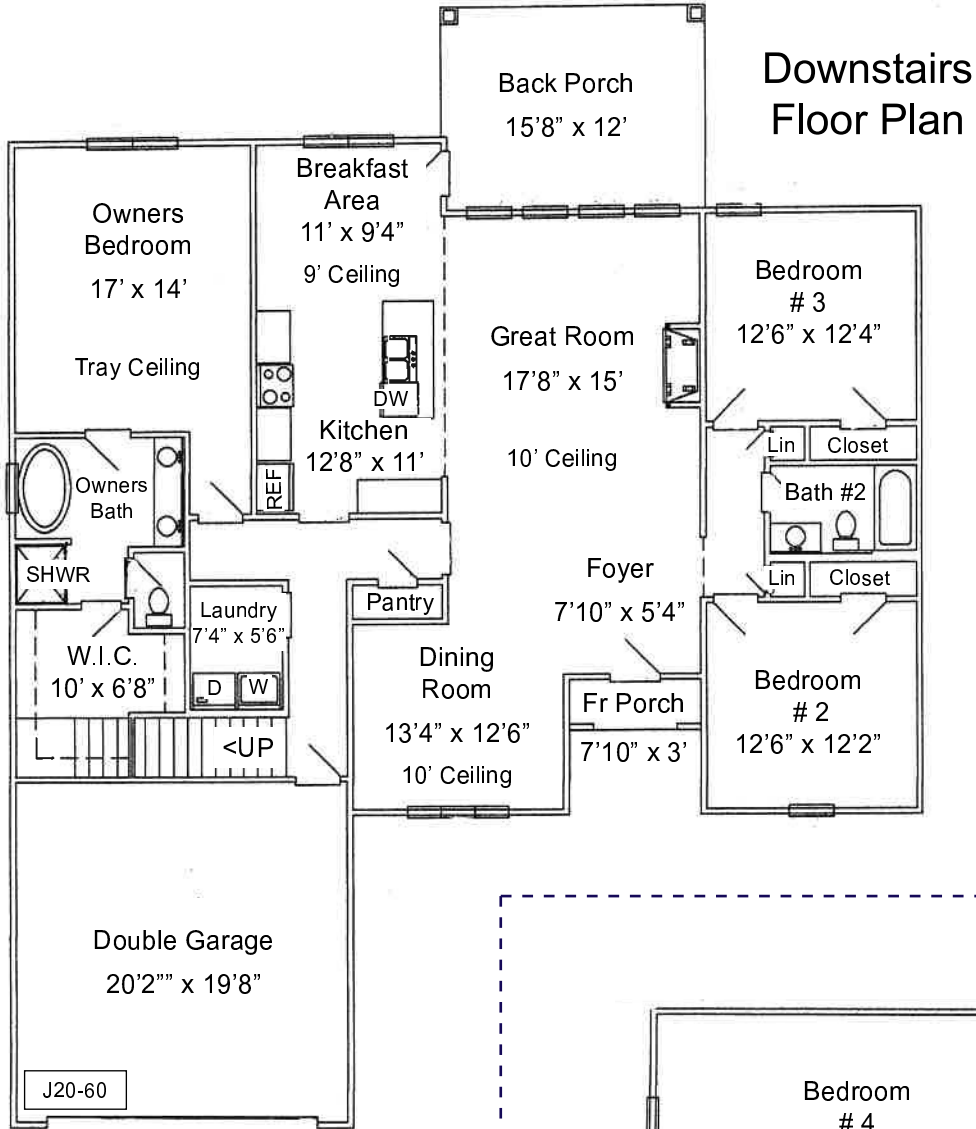 Downstairs
Floor Plan
Back Porch
15'8" x 12'
Breakfast
Area
11' x 9'4"
9' Ceiling
Owners
Bedroom
17' x 14'
Tray Ceiling
Bedroom
# 3
12'6" x 12'4"
Great Room
17'8" x 15'
10' Ceiling
DW
Kitchen
12'8" x 11'
REF
Lin
Closet
Owners
Bath
Bath #2
SHWR
Foyer
7'10" x 5'4"
Lin
Closet
Pantry
Laundry
7'4" x 5'6"
D
W
W.I.C.
10' x 6'8"
<UP
Dining
Room
13'4" x 12'6"
10' Ceiling
Fr Porch
7'10" x 3'
Bedroom
# 2
12'6" x 12'2"
Double Garage
20'2"" x 19'8"
J20-60
Bedroom
# 4